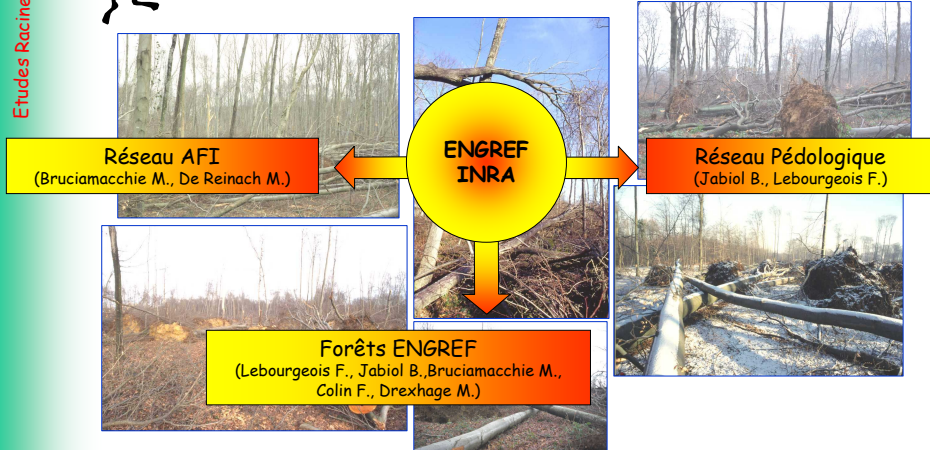 Etudes Racine
ENGREF
INRA
Réseau AFI
(Bruciamacchie M., De Reinach M.)
Réseau Pédologique
(Jabiol B., Lebourgeois F.)
Forêts ENGREF
(Lebourgeois F., Jabiol B.,Bruciamacchie M.,
Colin F., Drexhage M.)